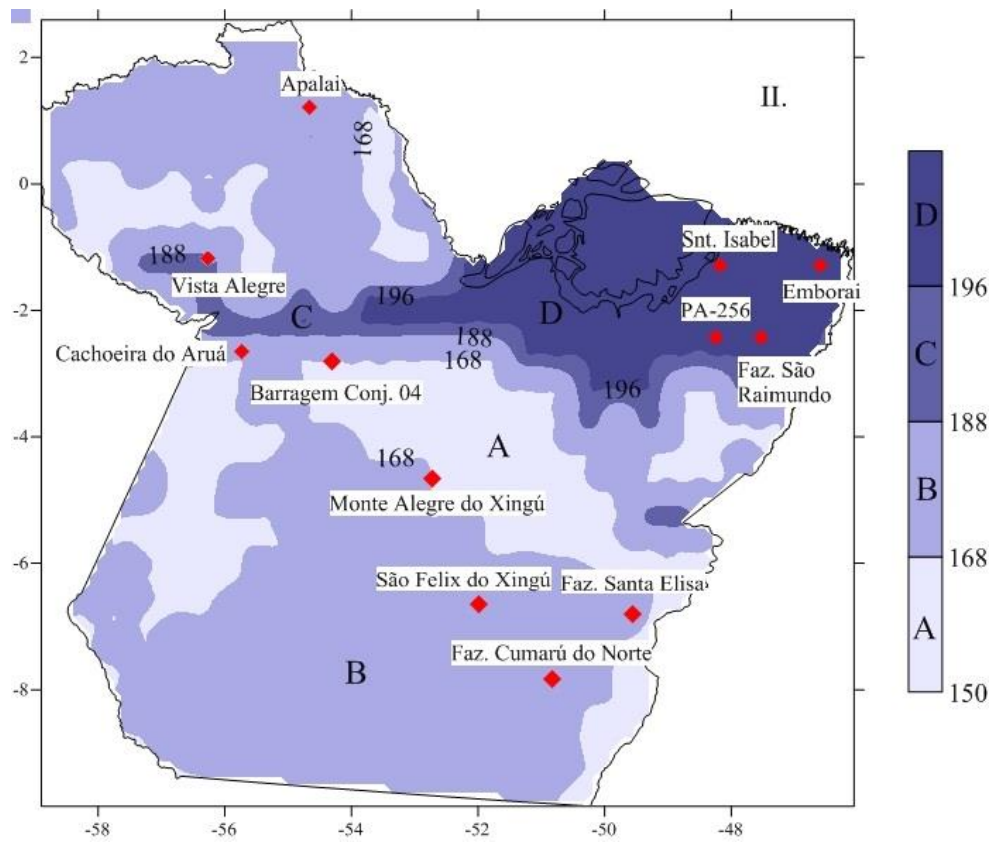 II.
2
Apalai
168
0
D
Snt. Isabel
188
Vista Alegre
196
Emborai
196
-2
C
D
PA-256
188
C
Cachoeira do Aruá
168
Faz. São
Raimundo
Barragem Conj. 04
196
188
-4
A
168
B
Monte Alegre do Xingú
168
-6
São Felix do Xingú
Faz. Santa Elisa
A
Faz. Cumarú do Norte
B
150
-8
-58
-56
-54
-52
-50
-48